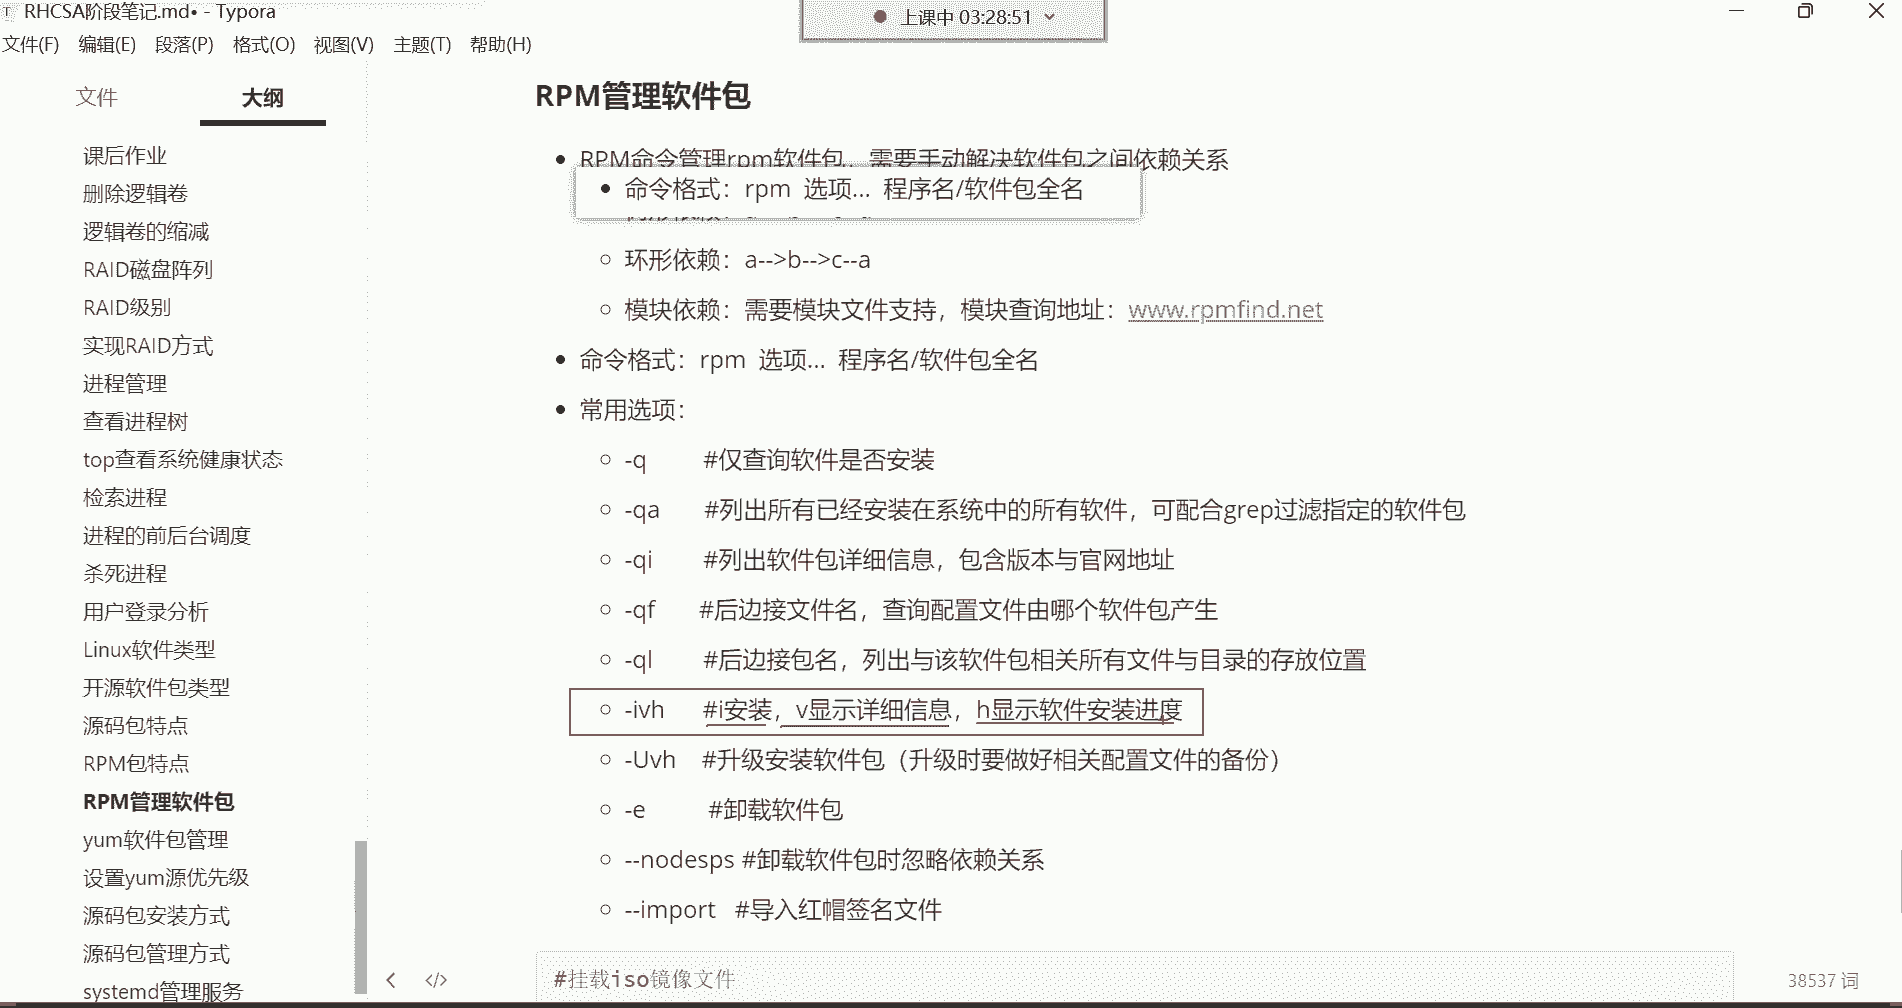 RHCSA阶段笔记.md• - Typora
上课中 03:28:51
文件(F) 编辑(E) 段落(P) 格式(O) 视图(V) 主题(T) 帮助(H)
文件 大纲
课后作业
删除逻辑卷
逻辑卷的缩减
RAID磁盘阵列
RAID级别
实现RAID方式
进程管理
查看进程树
top查看系统健康状态
检索进程
进程的前后台调度
杀死进程
用户登录分析
Linux软件类型
开源软件包类型
源码包特点
RPM包特点
RPM管理软件包
yum软件包管理
设置yum源优先级
源码包安装方式
源码包管理方式
systemd管理服务
RPM管理软件包
RPM命令管理rpm软件包，需要手动解决软件包之间依赖关系
命令格式：rpm 选项... 程序名/软件包全名
环形依赖：a-->b-->c--a
模块依赖：需要模块文件支持，模块查询地址：www.rpmfind.net
命令格式：rpm 选项... 程序名/软件包全名
常用选项：
-q #仅查询软件是否安装
-qa #列出所有已经安装在系统中的所有软件，可配合grep过滤指定的软件包
-qi #列出软件包详细信息，包含版本与官网地址
-qf #后边接文件名，查询配置文件由哪个软件包产生
-ql #后边接包名，列出与该软件包相关所有文件与目录的存放位置
-ivh #i安装，v显示详细信息，h显示软件安装进度
-Uvh #升级安装软件包（升级时要做好相关配置文件的备份）
-e #卸载软件包
--nodesps #卸载软件包时忽略依赖关系
--import #导入红帽签名文件
#挂载iso镜像文件
38537 词